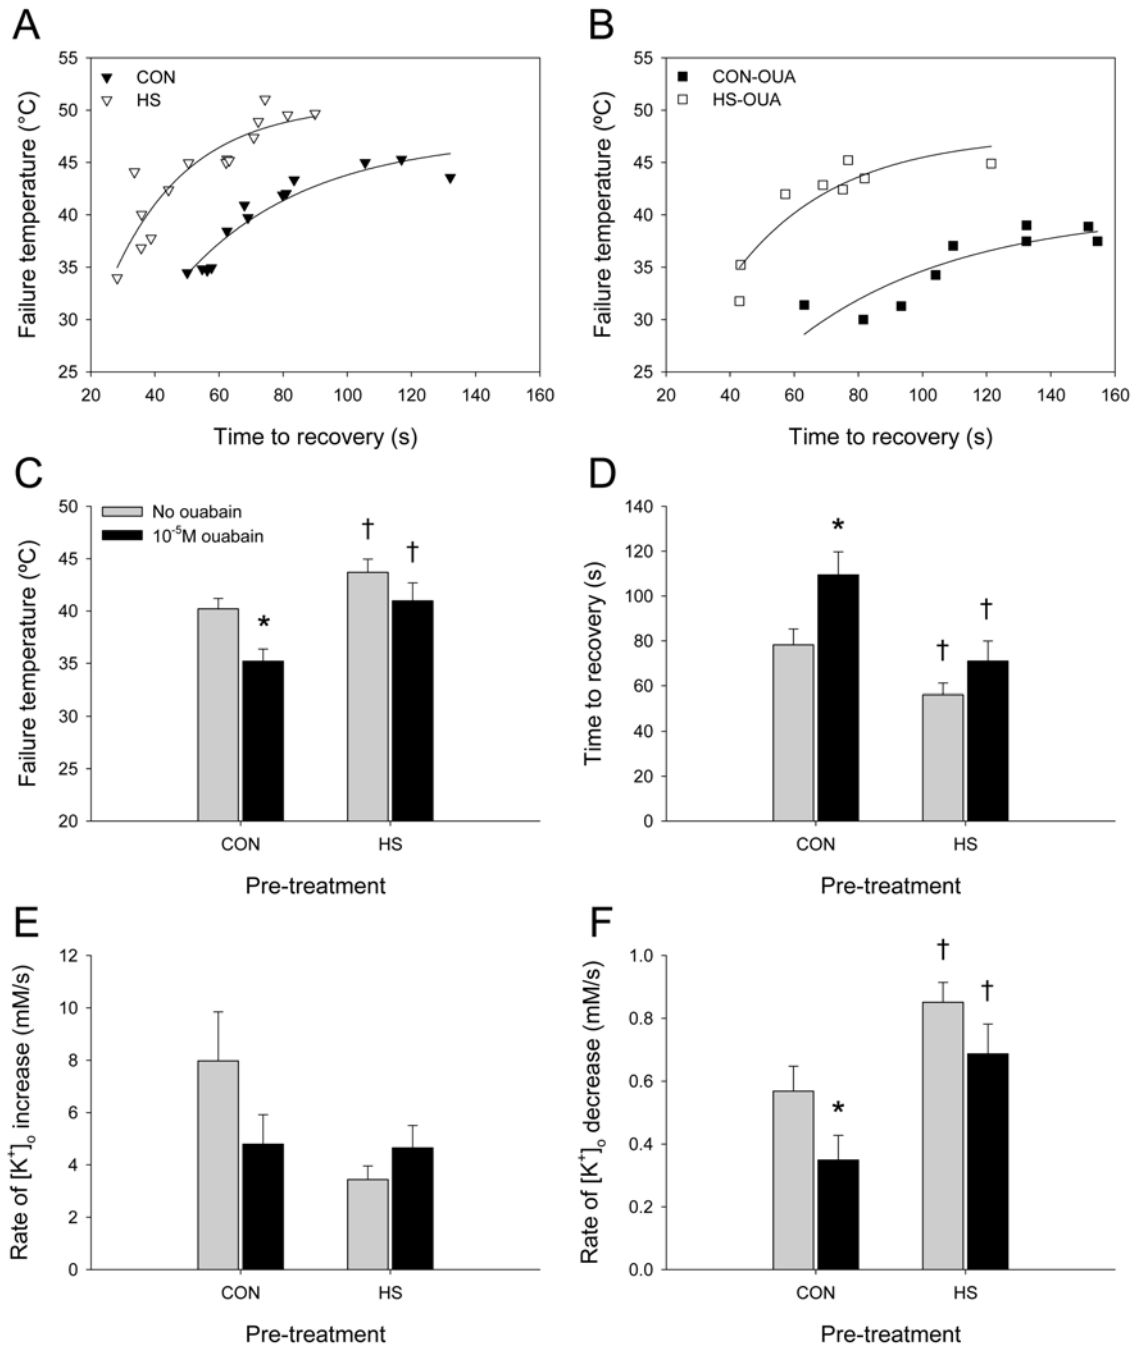 A
B
55
50
45
40
35
30
25
Failure temperature (°C)
▼ CON
▽ HS
20 40 60 80 100 120 140 160
Time to recovery (s)
55
50
45
40
35
30
25
Failure temperature (ºC)
■ CON-OUA
□ HS-OUA
20 40 60 80 100 120 140 160
Time to recovery (s)
C
D
50
45
40
35
30
25
20
Failure temperature (ºC)
No ouabain
10⁻⁵M ouabain
*
†
†
CON HS
Pre-treatment
140
120
100
80
60
40
20
0
Time to recovery (s)
*
†
†
CON HS
Pre-treatment
E
F
12
10
8
6
4
2
0
Rate of [K⁺]ₒ increase (mM/s)
CON HS
Pre-treatment
1.0
0.8
0.6
0.4
0.2
0.0
Rate of [K⁺]ₒ decrease (mM/s)
*
†
†
CON HS
Pre-treatment